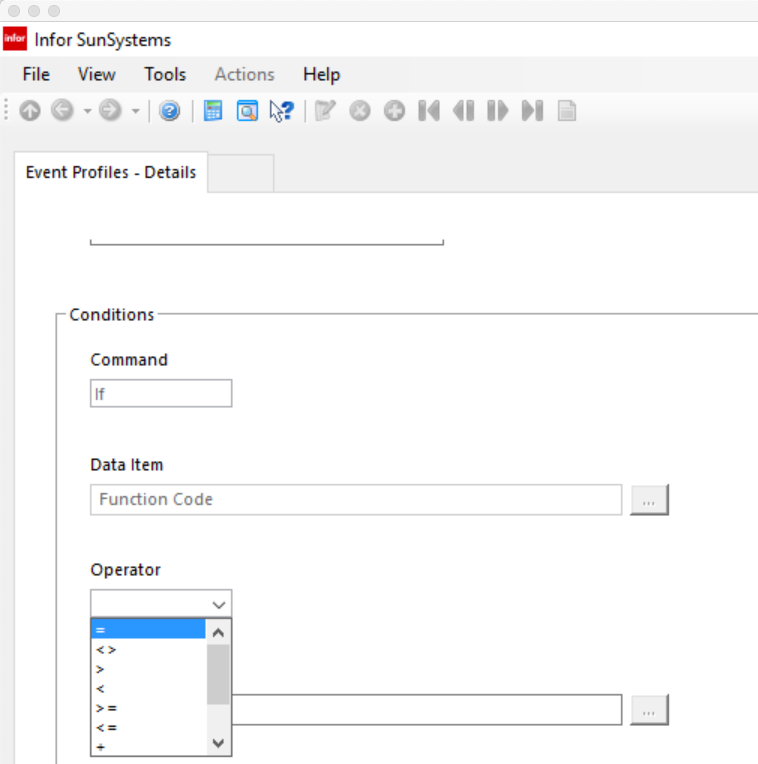 infor Infor SunSystems
File View Tools Actions Help
Event Profiles - Details
Conditions
Command
If
Data Item
Function Code
...
Operator
=
<>
>
<
>=
<=
+
...